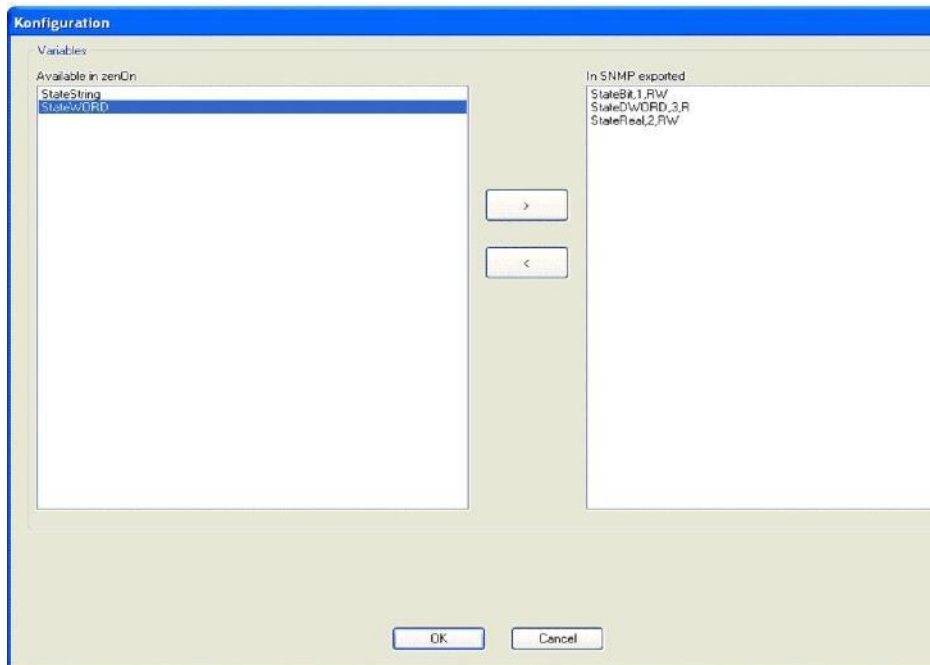 Konfiguration
Variables
Available in zenOn
StateString
StateWORD
In SNMP exported
StateBit,1,RW
StateDWORD,3,R
StateReal,2,RW
>
<
OK
Cancel